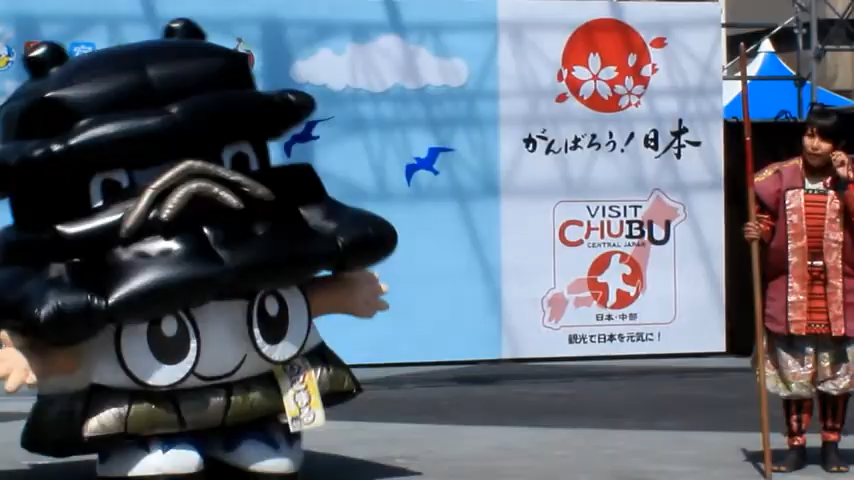 がんばろう!日本
VISIT
CHUBU
CENTRAL JAPAN
日本・中部
観光で日本を元気に!